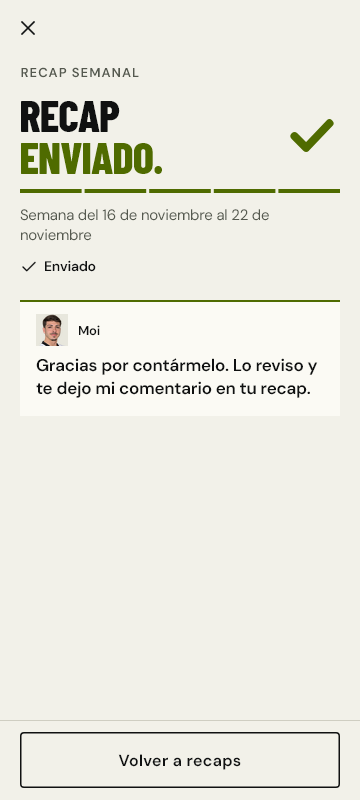 RECAP SEMANAL
RECAP
ENVIADO.
Semana del 16 de noviembre al 22 de
noviembre
Enviado
Moi
Gracias por contármelo. Lo reviso y
te dejo mi comentario en tu recap.
Volver a recaps